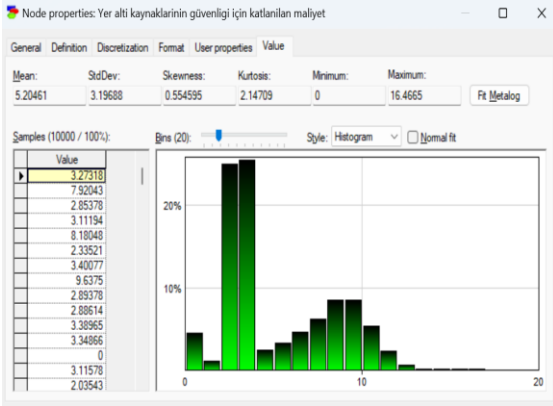 Node properties: Yer alti kaynaklarinin güvenligi için katlanilan maliyet
General Definition Discretization Format User properties Value
Mean: StdDev: Skewness: Kurtosis: Minimum: Maximum:
5.20461 3.19688 0.554595 2.14709 0 16.4665 Fit Metalog
Samples (10000 / 100%): Bins (20): Style: Histogram Normal fit
Value
3.27318
7.92043
2.85378
3.11194
8.18048
2.33521
3.40077
9.6375
2.89378
2.88614
3.38965
3.34866
0
3.11578
2.03543
20%
10%
0 10 20